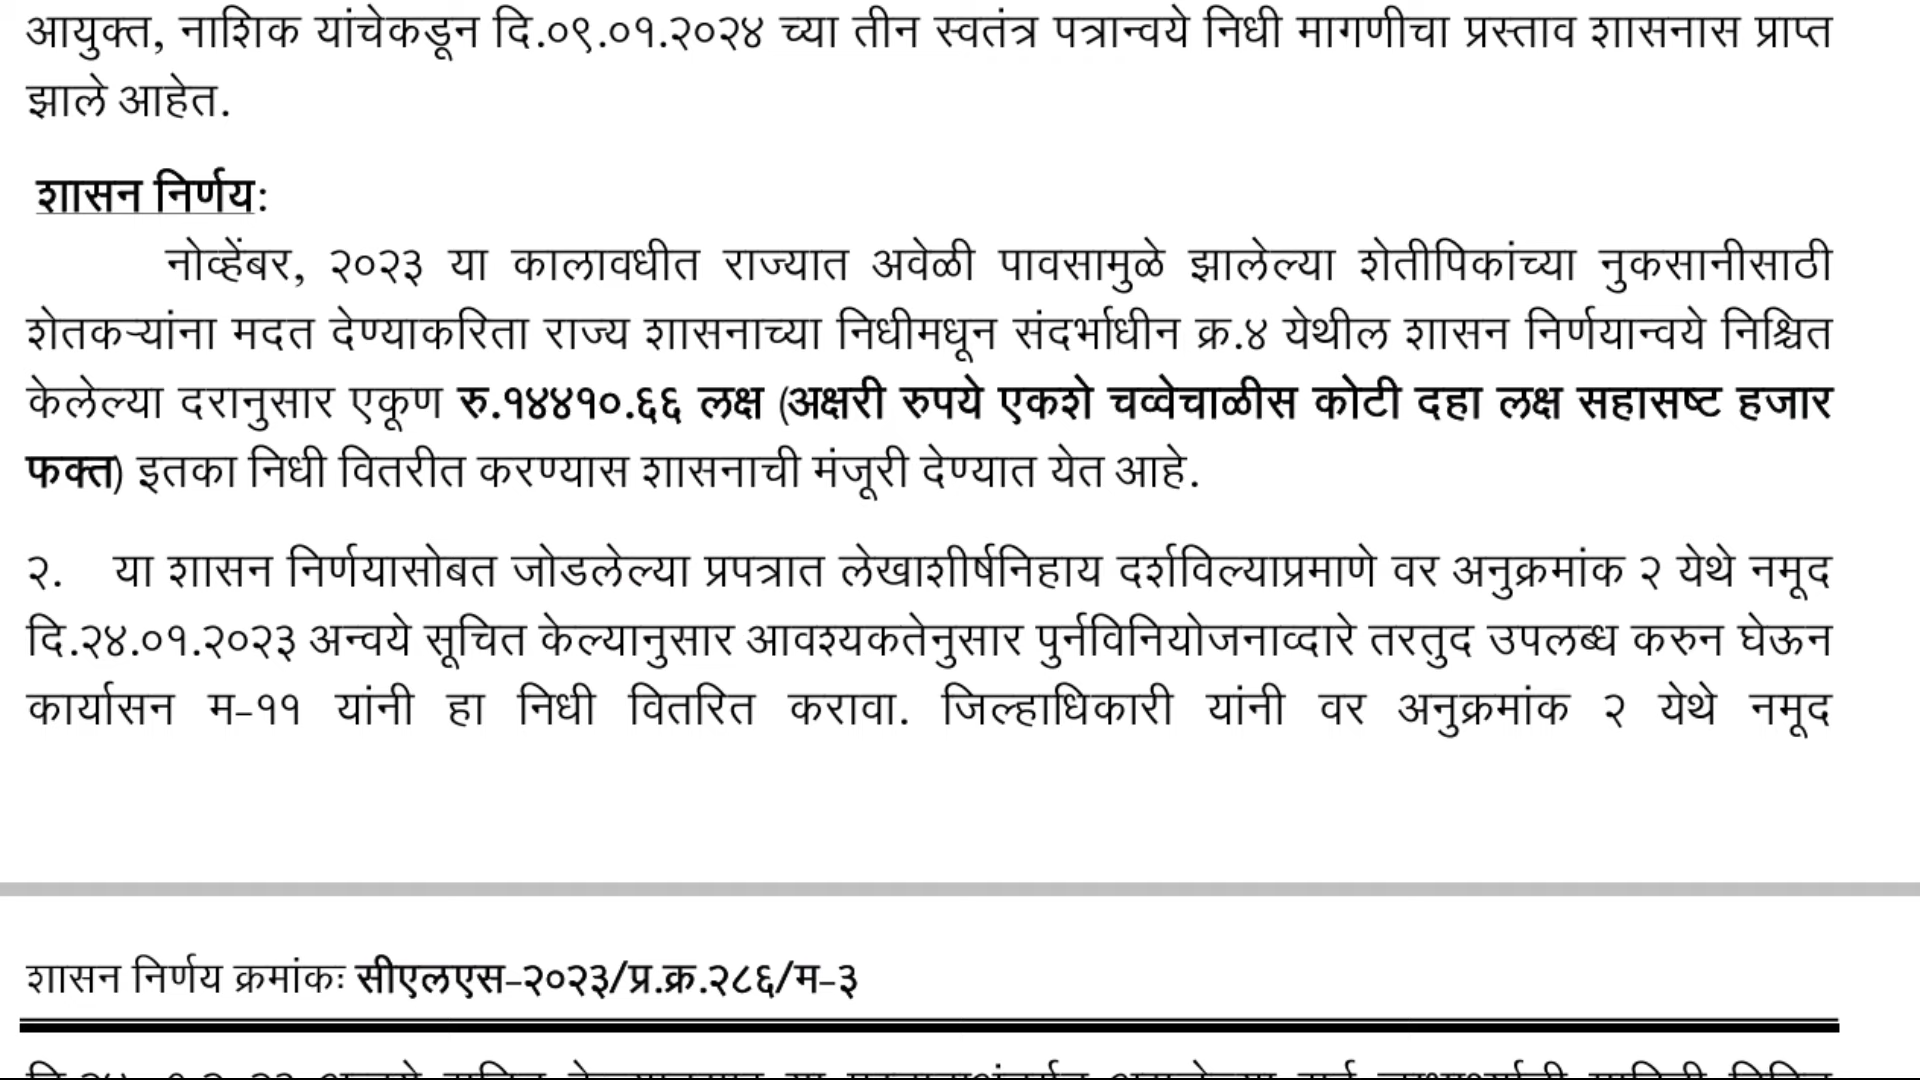 आयुक्त, नाशिक यांचेकडून दि.०९.०१.२०२४ च्या तीन स्वतंत्र पत्रान्वये निधी मागणीचा प्रस्ताव शासनास प्राप्त
झाले आहेत.
शासन निर्णय:
नोव्हेंबर, २०२३ या कालावधीत राज्यात अवेळी पावसामुळे झालेल्या शेतीपिकांच्या नुकसानीसाठी
शेतकऱ्यांना मदत देण्याकरिता राज्य शासनाच्या निधीमधून संदर्भाधीन क्र.४ येथील शासन निर्णयान्वये निश्चित
केलेल्या दरानुसार एकूण रु.१४४१०.६६ लक्ष (अक्षरी रुपये एकशे चव्वेचाळीस कोटी दहा लक्ष सहासष्ट हजार
फक्त) इतका निधी वितरीत करण्यास शासनाची मंजूरी देण्यात येत आहे.
२. या शासन निर्णयासोबत जोडलेल्या प्रपत्रात लेखाशीर्षनिहाय दर्शविल्याप्रमाणे वर अनुक्रमांक २ येथे नमूद
दि.२४.०१.२०२३ अन्वये सूचित केल्यानुसार आवश्यकतेनुसार पुर्नविनियोजनाव्दारे तरतुद उपलब्ध करुन घेऊन
कार्यासन म-११ यांनी हा निधी वितरित करावा. जिल्हाधिकारी यांनी वर अनुक्रमांक २ येथे नमूद
शासन निर्णय क्रमांकः सीएलएस-२०२३/प्र.क्र.२८६/म-३